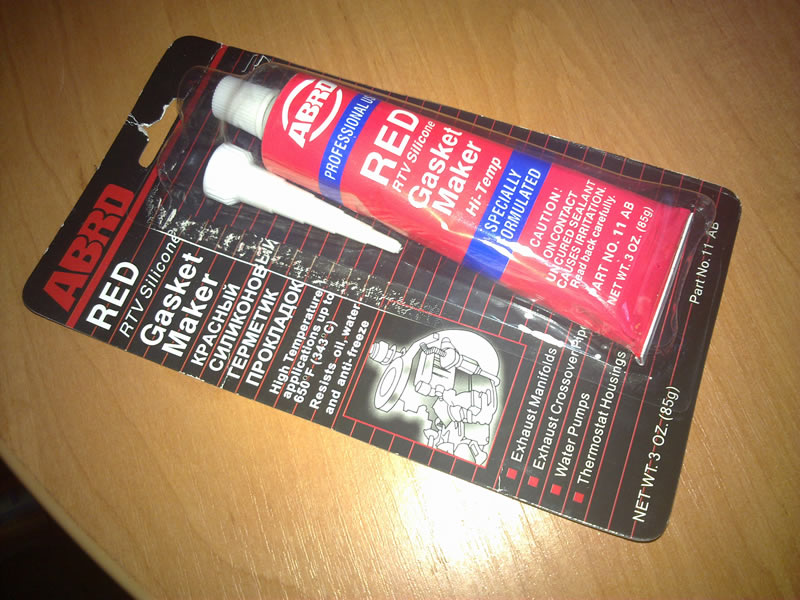 ABRO
PROFESSIONAL US
RED
RTV Silicone
Gasket
Maker
Hi-Temp
SPECIALLY
FORMULATED
CAUTION:
ON CONTACT
UNCURED SEALANT
CAUSES IRRITATION.
Read back carefully.
PART NO. 11 AB
NET WT. 3 OZ. (85g)
ABRO
RED
RTV Silicone
Gasket
Maker
КРАСНЫЙ
СИЛИКОНОВЫЙ
ГЕРМЕТИК
ПРОКЛАДОК
High Temperature
applications up to
650°F (343°C)
Resists oil, water
and anti-freeze
Exhaust Manifolds
Exhaust Crossover Pipe
Water Pumps
Thermostat Housings
Part No. 11 AB
NET WT. 3 OZ. (85g)